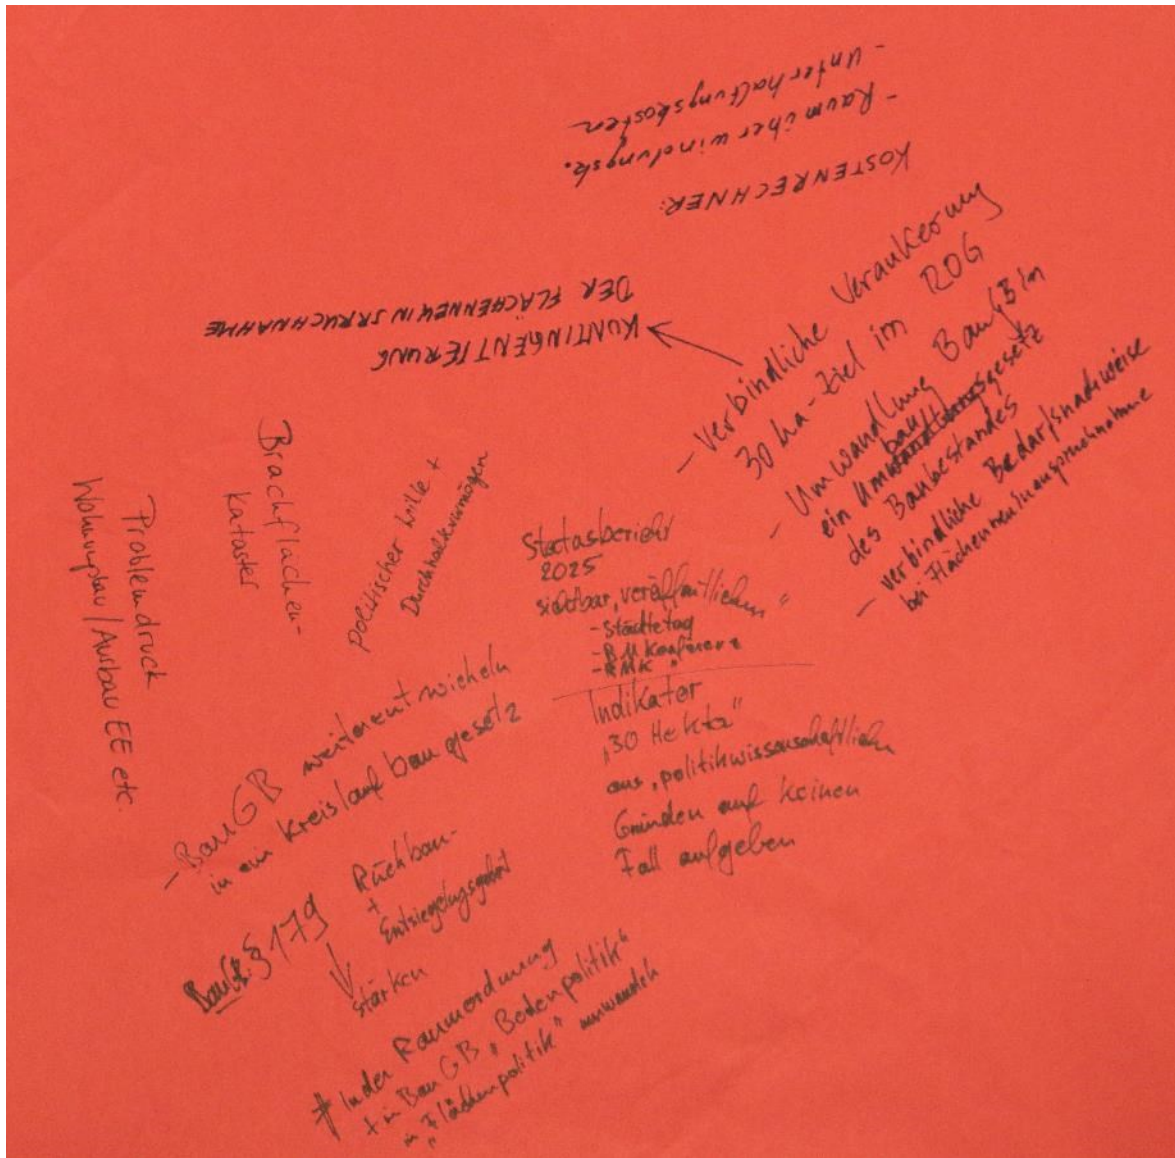 KOSTENRECHNER:
- Raumüberwindungsk.
- Unterhaltungskosten
KUNTINGENTIERUNG
DER FLÄCHENNEUINSPRUCHNAHME
- verbindliche Verankerung
30 ha-Ziel im ROG
- Umwandlung BauGB in
ein Umbaugesetz
des Baubestandes
- verbindliche Bedarfsnachweise
bei Flächenneuinanspruchnahme
Brachflächen-
kataster
Problemdruck
Wohnungsbau / Ausbau EE etc.
politischer Wille +
Durchhaltevermögen
Statusbericht
2025
sichtbar „veröffentlichen"
- Städtetag
- BM Konferenz
- RMK "
Indikator
„30 Hektar"
aus „politikwissenschaftlichen
Gründen auf keinen
Fall aufgeben
- BauGB weiterentwickeln
in ein Kreislaufbaugesetz
BauGB: § 179
Rückbau-
+
Entsiegelungsgebot
stärken
In der Raumordnung
+ in BauGB „Bodenpolitik"
in „Flächenpolitik" umwandeln